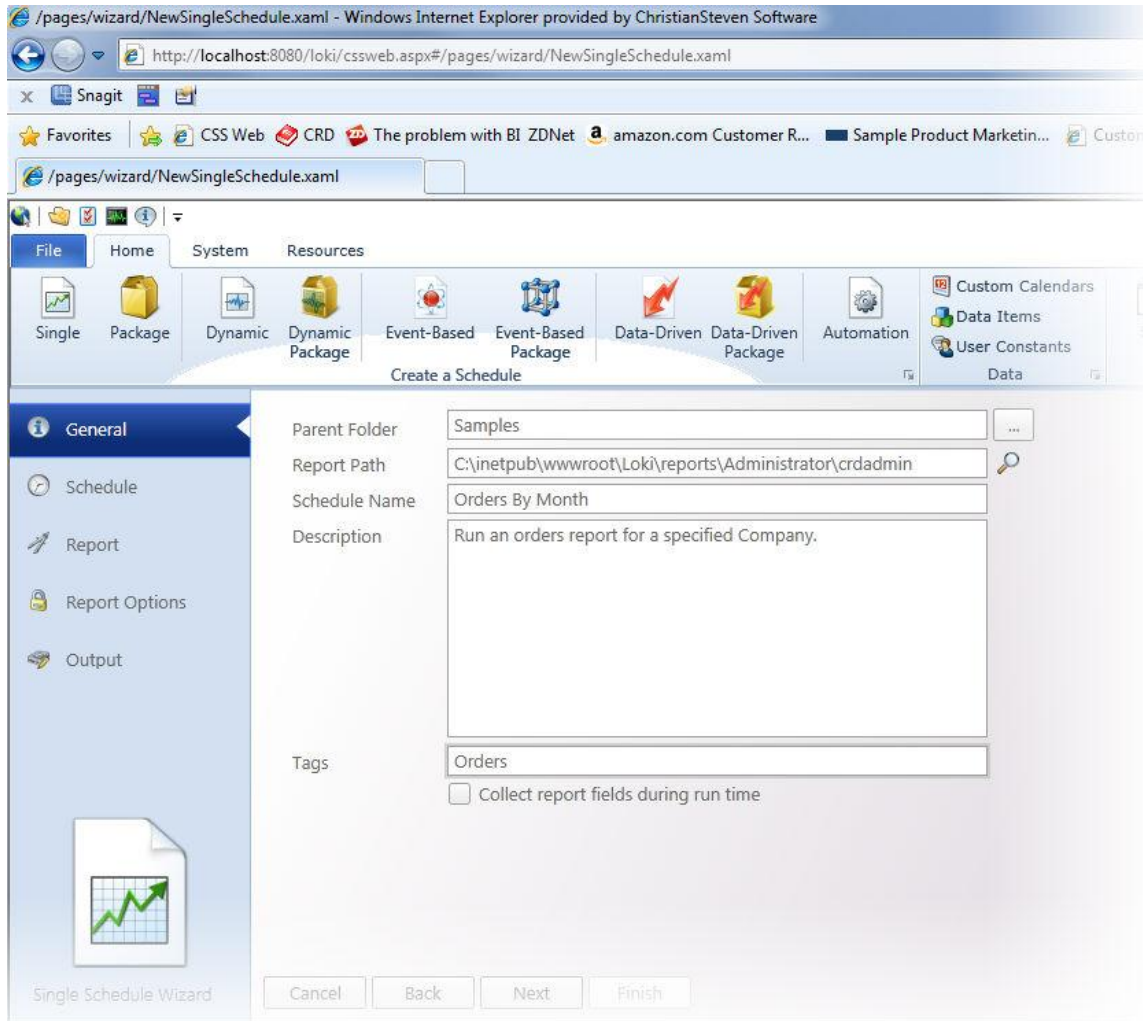 /pages/wizard/NewSingleSchedule.xaml - Windows Internet Explorer provided by ChristianSteven Software
http://localhost:8080/loki/cssweb.aspx#/pages/wizard/NewSingleSchedule.xaml
x Snagit
Favorites CSS Web CRD The problem with BI ZDNet amazon.com Customer R... Sample Product Marketin... Custon
/pages/wizard/NewSingleSchedule.xaml
File Home System Resources
Single Package Dynamic Dynamic Package Event-Based Event-Based Package Data-Driven Data-Driven Package Automation
Custom Calendars
Data Items
User Constants
Create a Schedule Data
General
Schedule
Report
Report Options
Output
Parent Folder Samples ...
Report Path C:\inetpub\wwwroot\Loki\reports\Administrator\crdadmin
Schedule Name Orders By Month
Description Run an orders report for a specified Company.
Tags Orders
Collect report fields during run time
Single Schedule Wizard
Cancel Back Next Finish